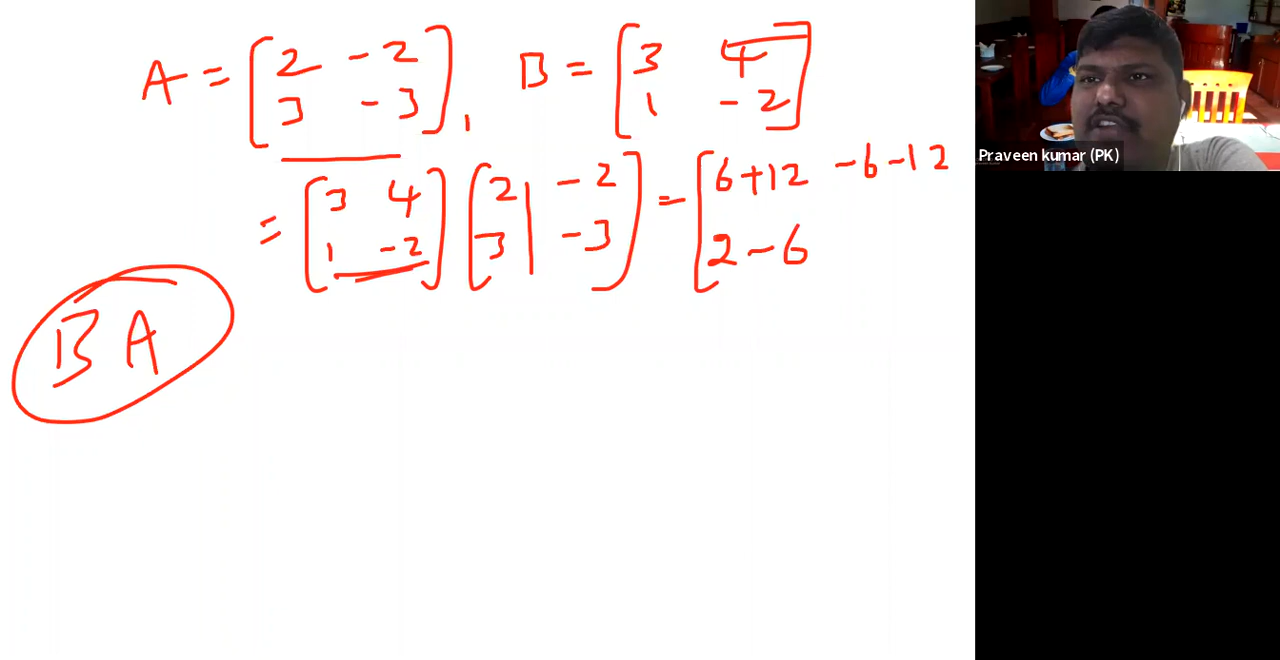 A = [2 -2
3 -3], B = [3 4
1 -2]
= [3 4
1 -2] [2 -2
3 -3] = [6+12 -6-12
2-6
BA
Praveen kumar (PK)